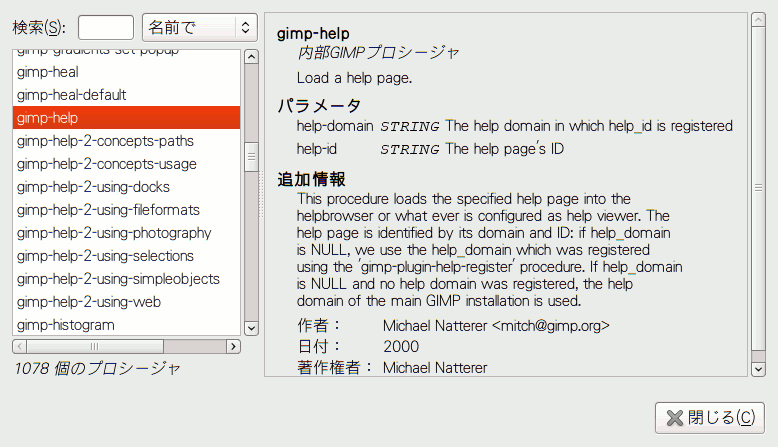 検索(S):
名前で
gimp-gradients-set-popup
gimp-heal
gimp-heal-default
gimp-help
gimp-help-2-concepts-paths
gimp-help-2-concepts-usage
gimp-help-2-using-docks
gimp-help-2-using-fileformats
gimp-help-2-using-photography
gimp-help-2-using-selections
gimp-help-2-using-simpleobjects
gimp-help-2-using-web
gimp-histogram
1078 個のプロシージャ
gimp-help
内部GIMPプロシージャ
Load a help page.
パラメータ
help-domain STRING The help domain in which help_id is registered
help-id STRING The help page's ID
追加情報
This procedure loads the specified help page into the
helpbrowser or what ever is configured as help viewer. The
help page is identified by its domain and ID: if help_domain
is NULL, we use the help_domain which was registered
using the 'gimp-plugin-help-register' procedure. If help_domain
is NULL and no help domain was registered, the help
domain of the main GIMP installation is used.
作者： Michael Natterer <mitch@gimp.org>
日付： 2000
著作権者： Michael Natterer
閉じる(C)